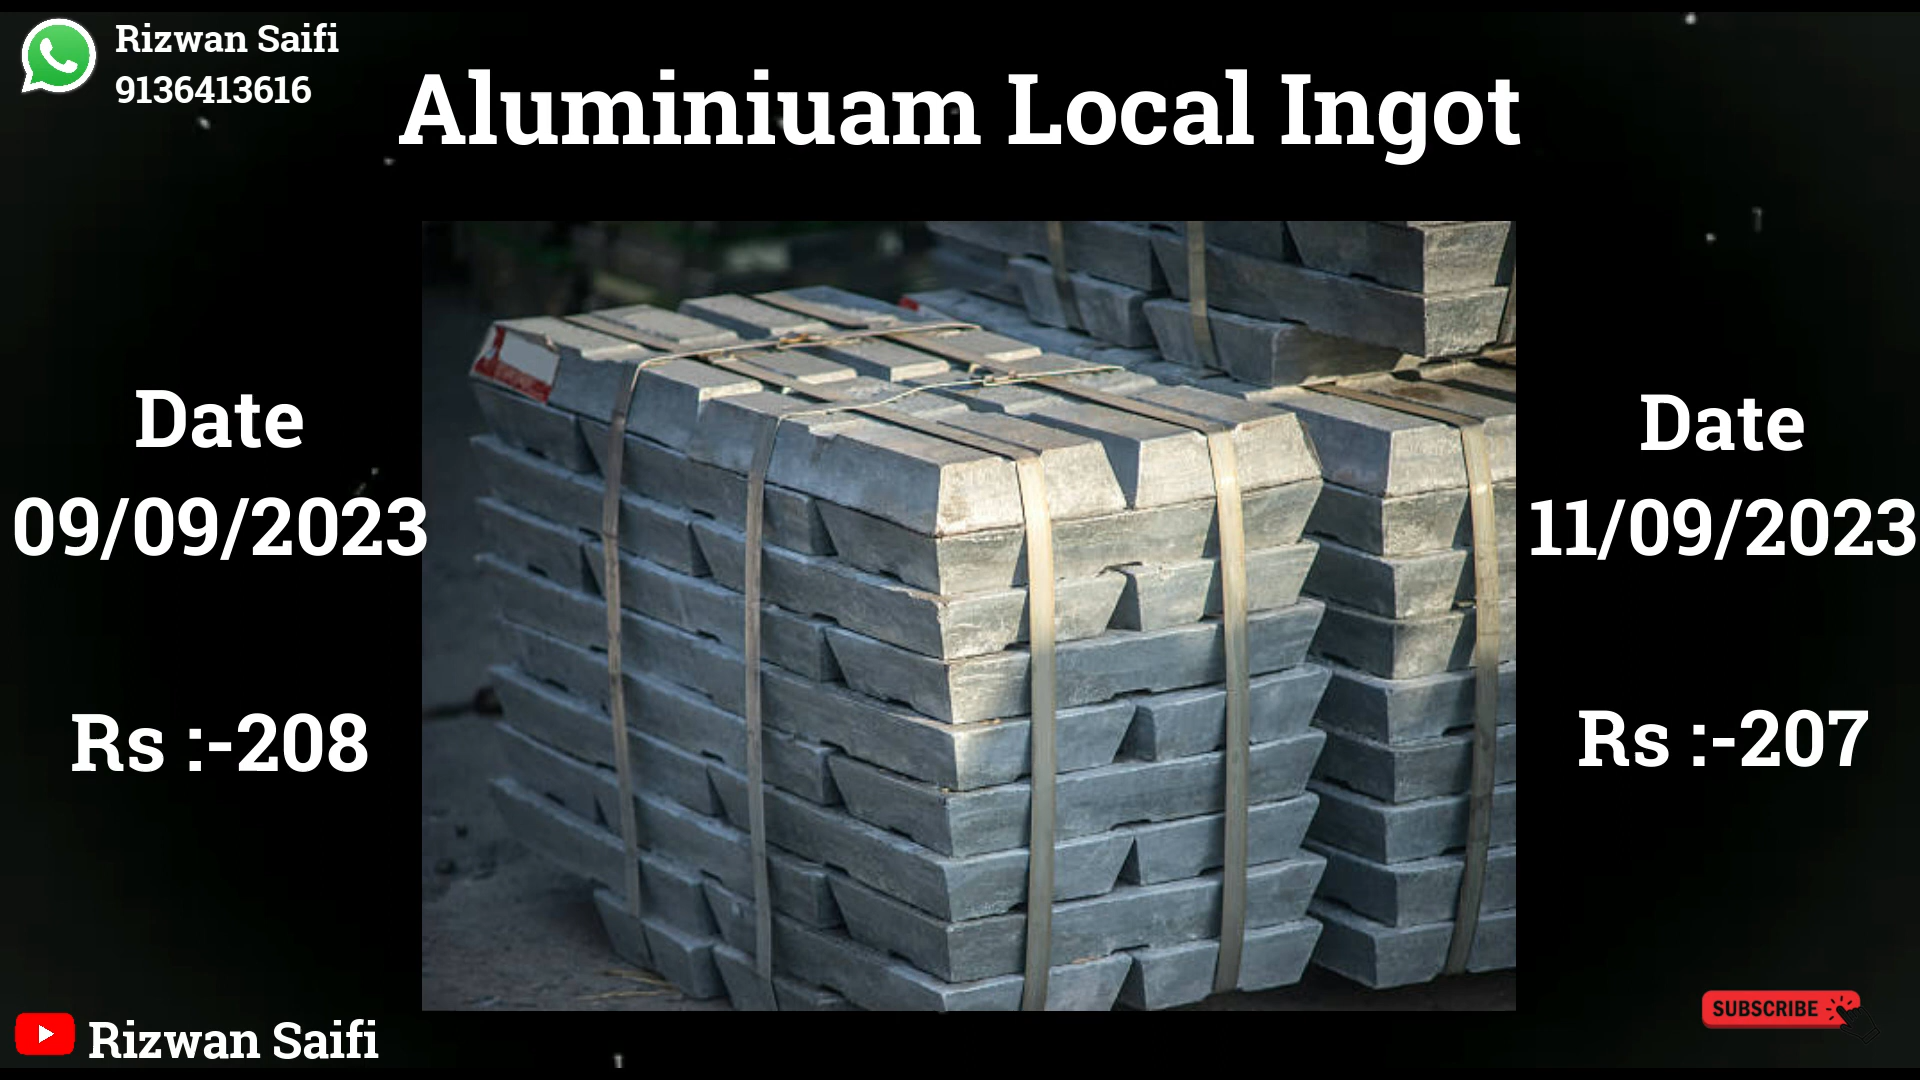 Rizwan Saifi
9136413616
Aluminiuam Local Ingot
Date
09/09/2023
Rs :-208
Date
11/09/2023
Rs :-207
Rizwan Saifi
SUBSCRIBE